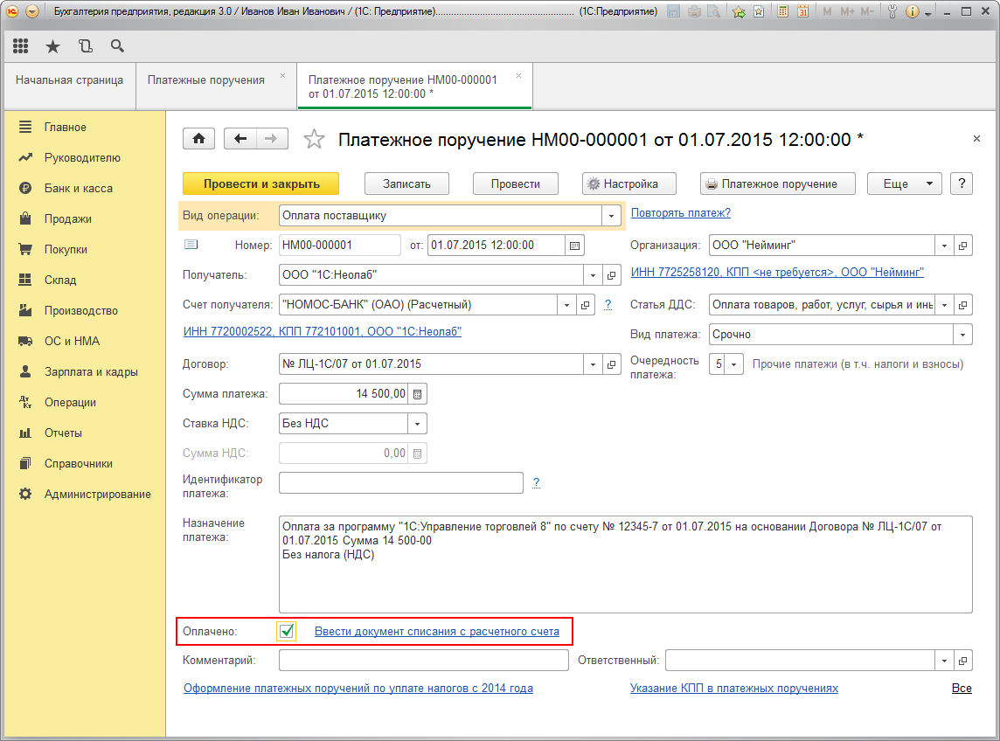 Бухгалтерия предприятия, редакция 3.0 / Иванов Иван Иванович / (1С: Предприятие)..................................................... (1С:Предприятие)
M M+ M-
Начальная страница
Платежные поручения
Платежное поручение НМ00-000001
от 01.07.2015 12:00:00 *
Главное
Руководителю
Банк и касса
Продажи
Покупки
Склад
Производство
ОС и НМА
Зарплата и кадры
Операции
Отчеты
Справочники
Администрирование
Платежное поручение НМ00-000001 от 01.07.2015 12:00:00 *
Провести и закрыть
Записать
Провести
Настройка
Платежное поручение
Еще
?
Вид операции: Оплата поставщику
Повторять платеж?
Номер: НМ00-000001 от: 01.07.2015 12:00:00
Организация: ООО "Нейминг"
Получатель: ООО "1С:Неолаб"
ИНН 7725258120, КПП <не требуется>, ООО "Нейминг"
Счет получателя: "НОМОС-БАНК" (ОАО) (Расчетный) ?
Статья ДДС: Оплата товаров, работ, услуг, сырья и ины
ИНН 7720002522, КПП 772101001, ООО "1С:Неолаб"
Вид платежа: Срочно
Договор: № ЛЦ-1С/07 от 01.07.2015
Очередность
платежа: 5 Прочие платежи (в т.ч. налоги и взносы)
Сумма платежа: 14 500,00
Ставка НДС: Без НДС
Сумма НДС: 0,00
Идентификатор
платежа: ?
Назначение
платежа:
Оплата за программу "1С:Управление торговлей 8" по счету № 12345-7 от 01.07.2015 на основании Договора № ЛЦ-1С/07 от
01.07.2015 Сумма 14 500-00
Без налога (НДС)
Оплачено: Ввести документ списания с расчетного счета
Комментарий:
Ответственный:
Оформление платежных поручений по уплате налогов с 2014 года
Указание КПП в платежных поручениях
Все